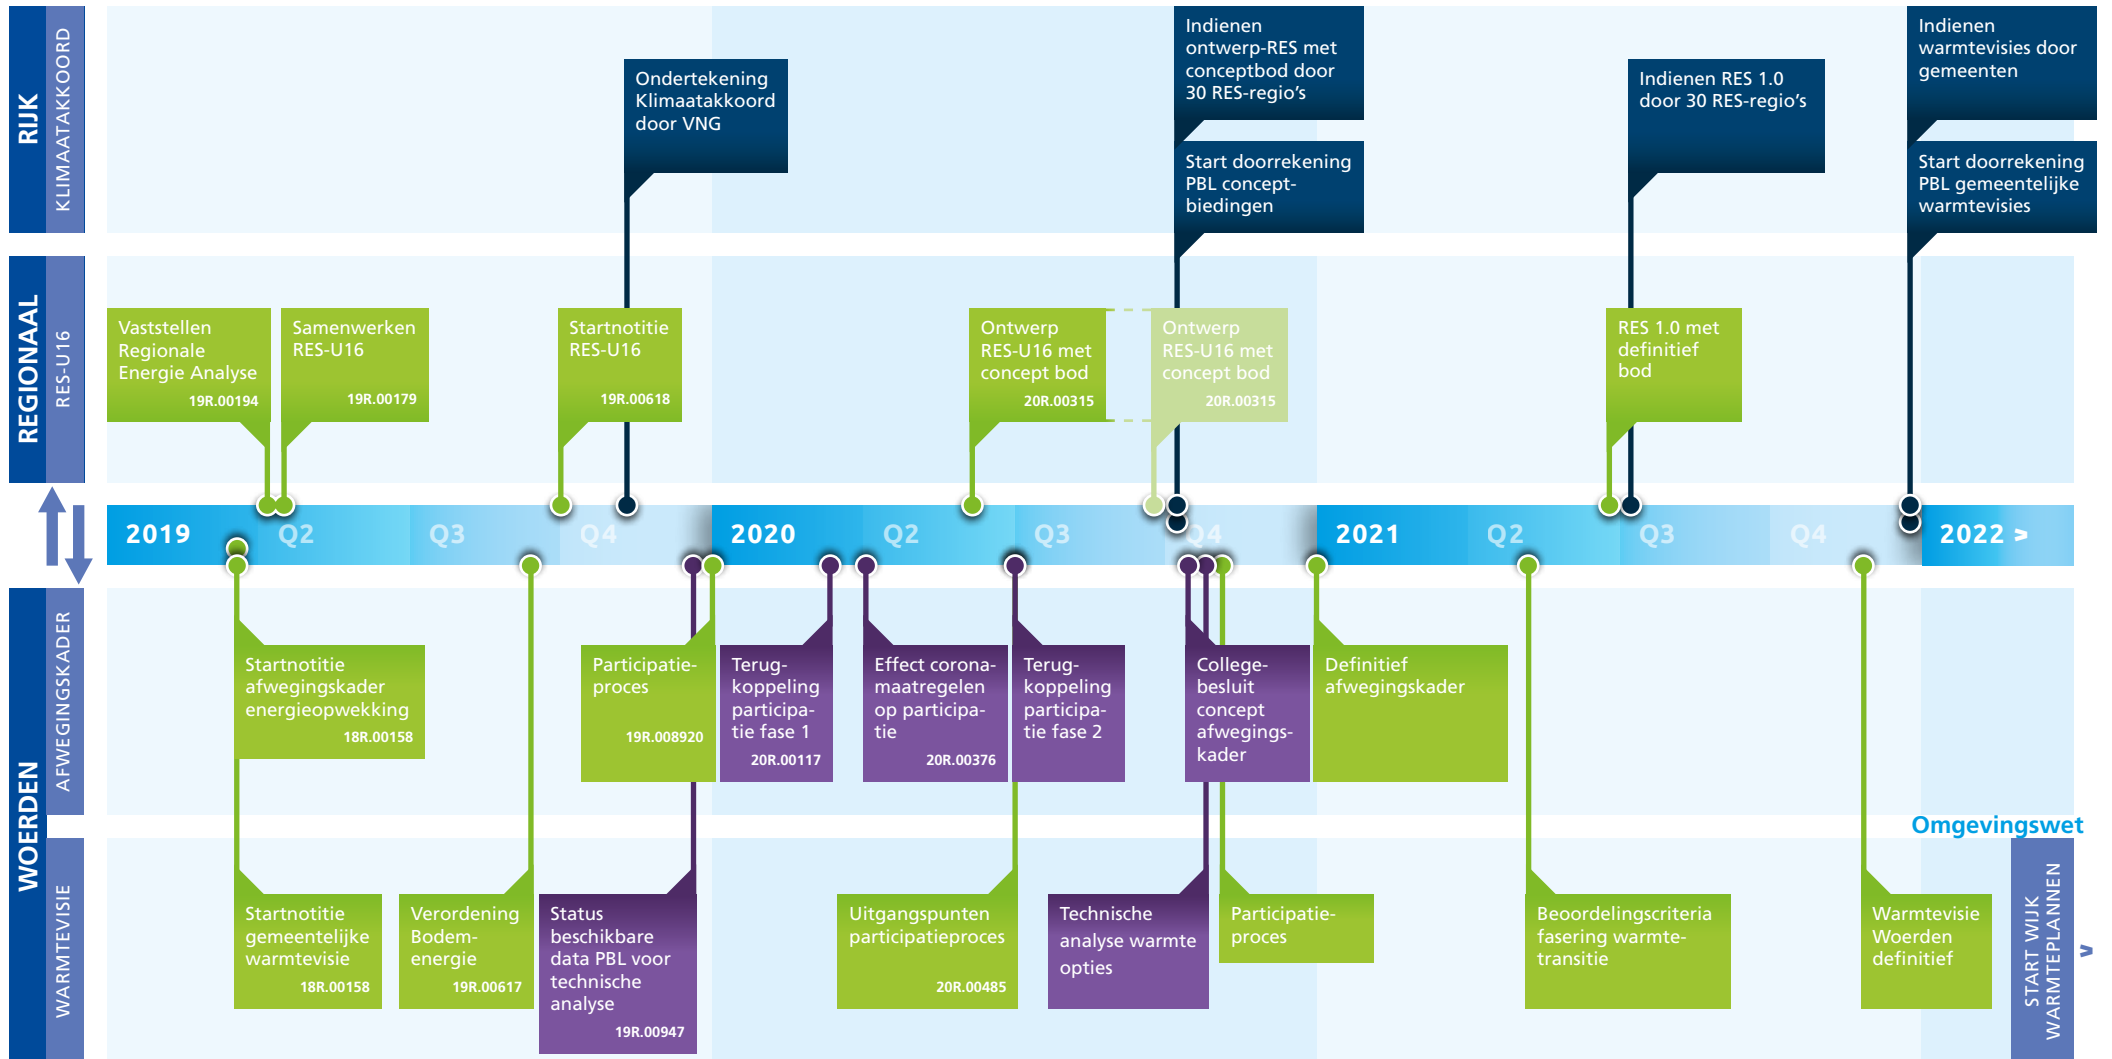 RIJK
KLIMAATAKKOORD
Ondertekening
Klimaatakkoord
door VNG
Indienen
ontwerp-RES met
conceptbod door
30 RES-regio's
Start doorrekening
PBL concept-
biedingen
Indienen RES 1.0
door 30 RES-regio's
Indienen
warmtevisies door
gemeenten
Start doorrekening
PBL gemeentelijke
warmtevisies
REGIONAAL
RES-U16
Vaststellen
Regionale
Energie Analyse
19R.00194
Samenwerken
RES-U16
19R.00179
Startnotitie
RES-U16
19R.00618
Ontwerp
RES-U16 met
concept bod
20R.00315
Ontwerp
RES-U16 met
concept bod
20R.00315
RES 1.0 met
definitief
bod
2019
Q2
Q3
Q4
2020
Q2
Q3
Q4
2021
Q2
Q3
Q4
2022 >
WOERDEN
AFWEGINGSKADER
Startnotitie
afwegingskader
energieopwekking
18R.00158
Participatie-
proces
19R.008920
Terug-
koppeling
participa-
tie fase 1
20R.00117
Effect corona-
maatregelen
op participa-
tie
20R.00376
Terug-
koppeling
participa-
tie fase 2
College-
besluit
concept
afwegings-
kader
Definitief
afwegingskader
WARMTEVISIE
Startnotitie
gemeentelijke
warmtevisie
18R.00158
Verordening
Bodem-
energie
19R.00617
Status
beschikbare
data PBL voor
technische
analyse
19R.00947
Uitgangspunten
participatieproces
20R.00485
Technische
analyse warmte
opties
Participatie-
proces
Beoordelingscriteria
fasering warmte-
transitie
Warmtevisie
Woerden
definitief
Omgevingswet
START WIJK
WARMTEPLANNEN
>